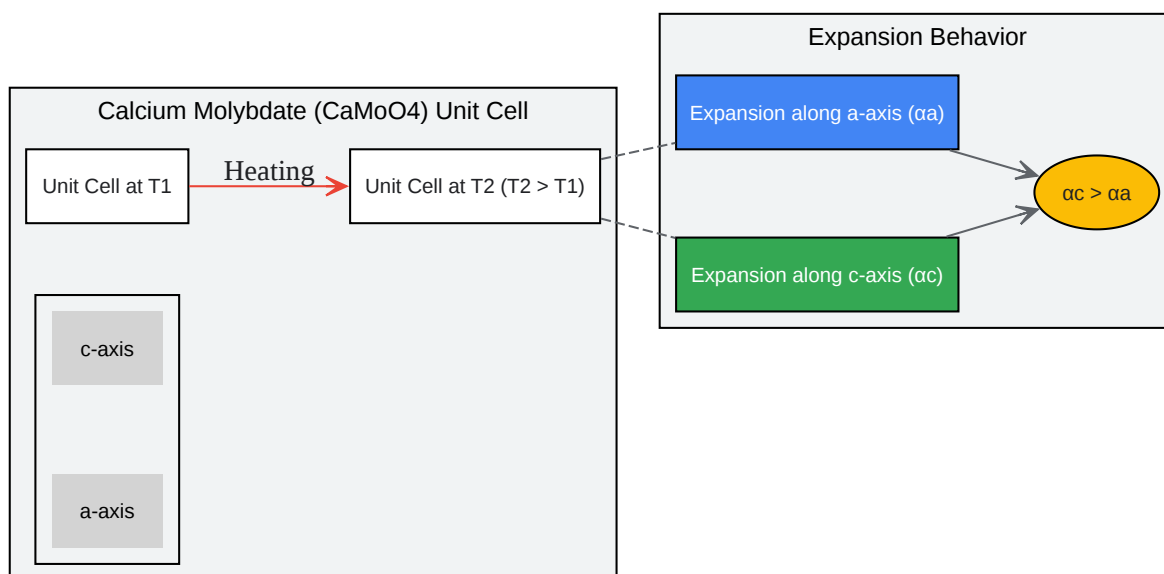 Expansion Behavior
Calcium Molybdate (CaMoO4) Unit Cell
Unit Cell at T1
Heating
Unit Cell at T2 (T2 > T1)
Expansion along a-axis (αa)
Expansion along c-axis (αc)
αc > αa
c-axis
a-axis